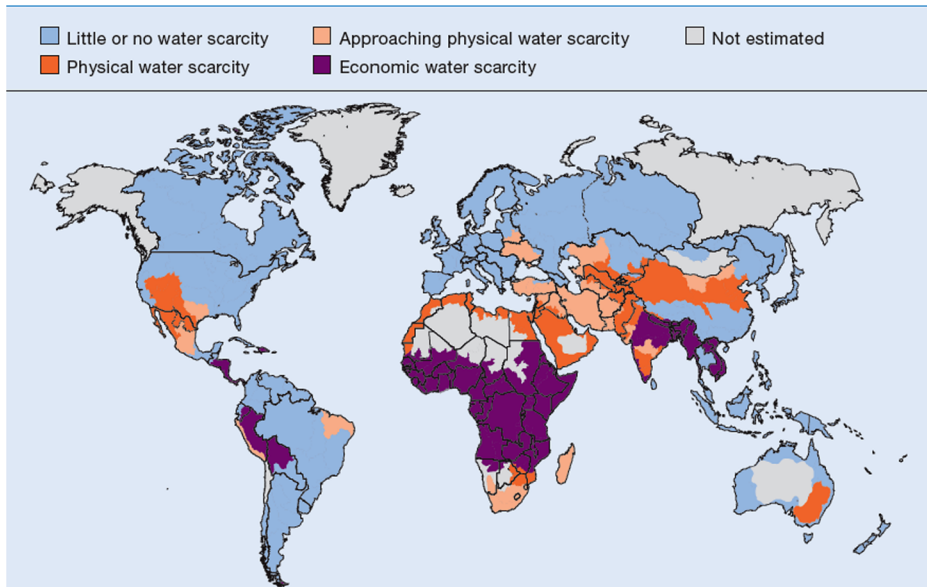 Little or no water scarcity
Approaching physical water scarcity
Not estimated
Physical water scarcity
Economic water scarcity